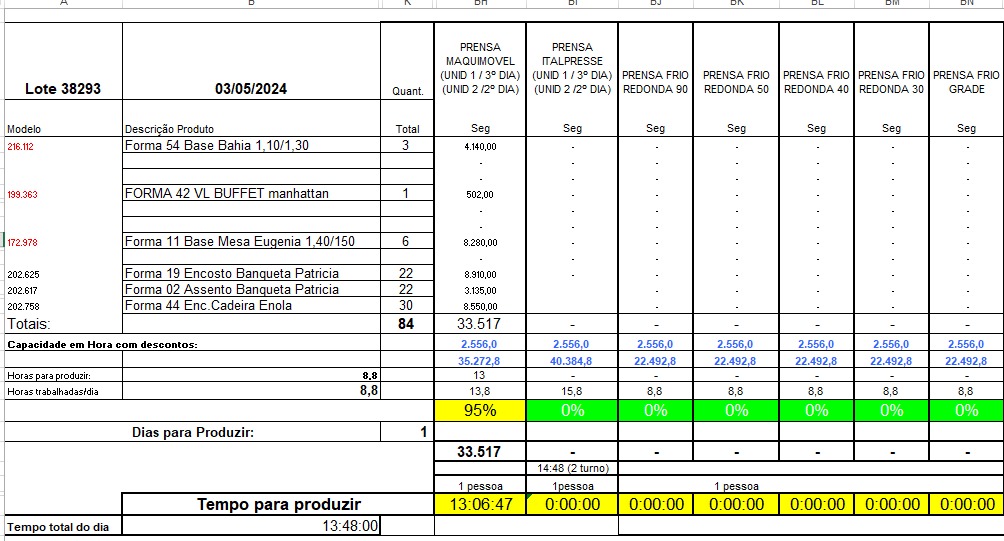 A B K BH BI BJ BK BL BM BN
Lote 38293 03/05/2024 Quant. PRENSA MAQUIMOVEL (UNID 1 / 3º DIA) (UNID 2 /2º DIA) PRENSA ITALPRESSE (UNID 1 / 3º DIA) (UNID 2 /2º DIA) PRENSA FRIO REDONDA 90 PRENSA FRIO REDONDA 50 PRENSA FRIO REDONDA 40 PRENSA FRIO REDONDA 30 PRENSA FRIO GRADE
Modelo Descrição Produto Total Seg Seg Seg Seg Seg Seg Seg
216.112 Forma 54 Base Bahia 1,10/1,30 3 4.140,00 - - - - - -
- - - - - - -
- - - - - - -
199.363 FORMA 42 VL BUFFET manhattan 1 502,00 - - - - - -
- - - - - - -
- - - - - - -
172.978 Forma 11 Base Mesa Eugenia 1,40/150 6 8.280,00 - - - - - -
- - - - - - -
202.625 Forma 19 Encosto Banqueta Patricia 22 8.910,00 - - - - - -
202.617 Forma 02 Assento Banqueta Patricia 22 3.135,00 - - - - -
202.758 Forma 44 Enc.Cadeira Enola 30 8.550,00 - - - - -
Totais: 84 33.517 - - - - - -
Capacidade em Hora com descontos: 2.556,0 2.556,0 2.556,0 2.556,0 2.556,0 2.556,0 2.556,0
35.272,8 40.384,8 22.492,8 22.492,8 22.492,8 22.492,8 22.492,8
Horas para produzir: 8,8 13 - - - - - -
Horas trabalhadas/dia 8,8 13,8 15,8 8,8 8,8 8,8 8,8 8,8
95% 0% 0% 0% 0% 0% 0%
Dias para Produzir: 1
33.517 - - - - - -
14:48 (2 turno)
1 pessoa 1pessoa 1 pessoa
Tempo para produzir 13:06:47 0:00:00 0:00:00 0:00:00 0:00:00 0:00:00 0:00:00
Tempo total do dia 13:48:00